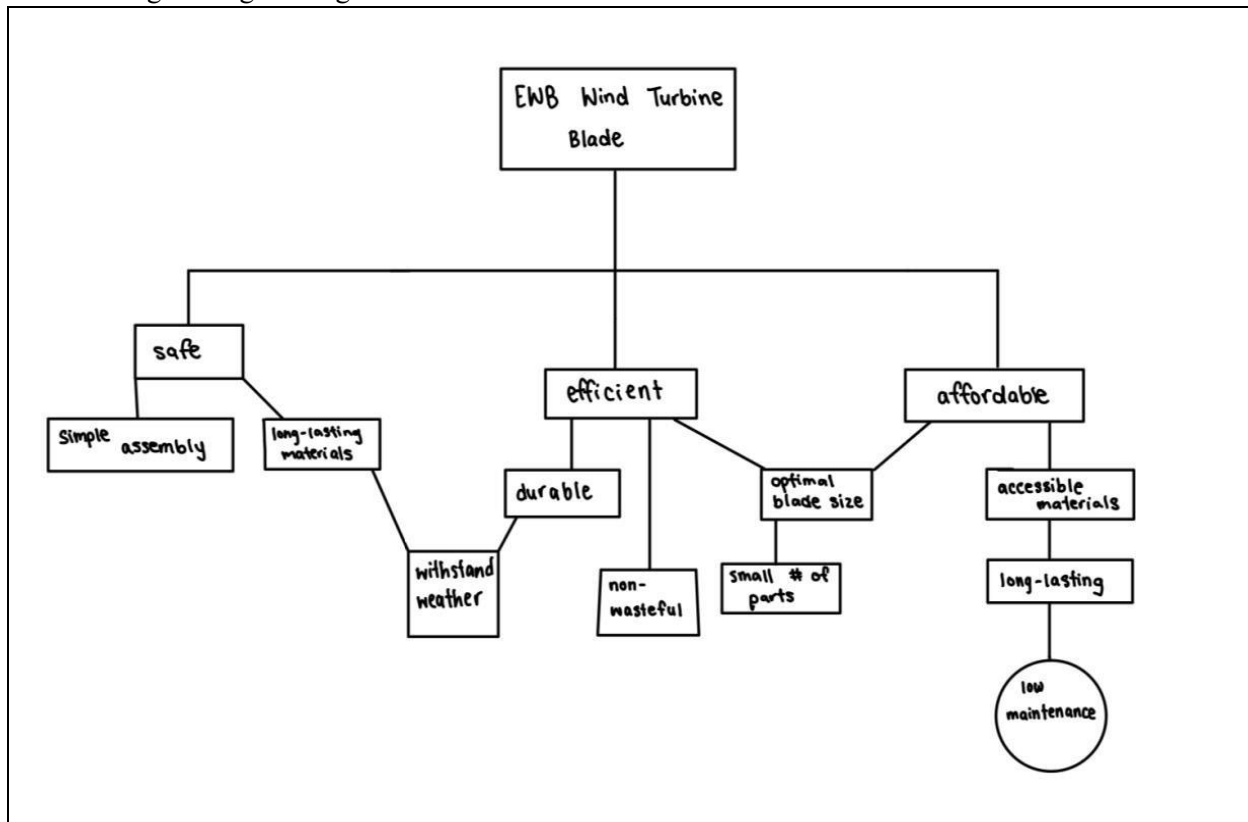 EWB Wind Turbine
Blade
safe
efficient
affordable
Simple assembly
long-lasting
materials
durable
optimal
blade size
accessible
materials
withstand
weather
non-
wasteful
small # of
parts
long-lasting
low
maintenance